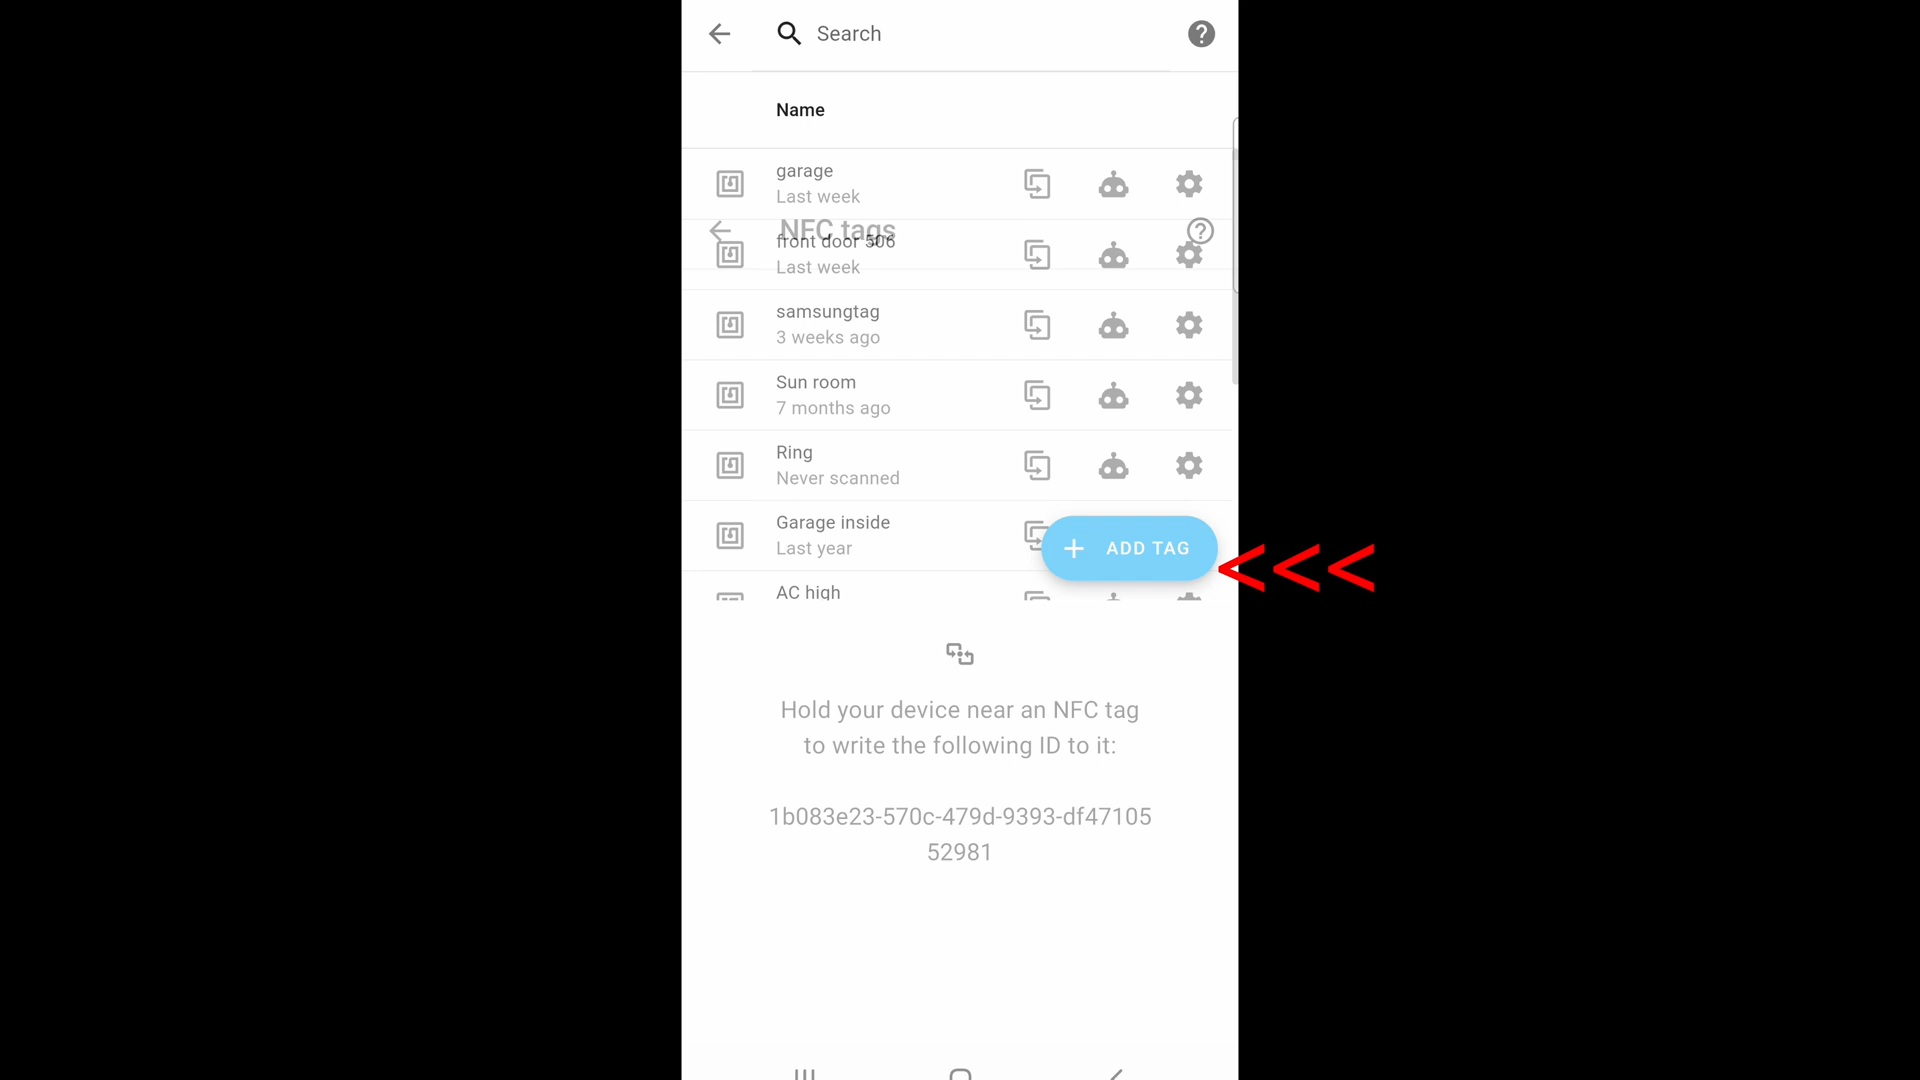 Search
Name
garage
Last week
NFC tags
front door 506
Last week
samsungtag
3 weeks ago
Sun room
7 months ago
Ring
Never scanned
Garage inside
Last year
+ ADD TAG
<<<
AC high
Hold your device near an NFC tag
to write the following ID to it:
1b083e23-570c-479d-9393-df47105
52981